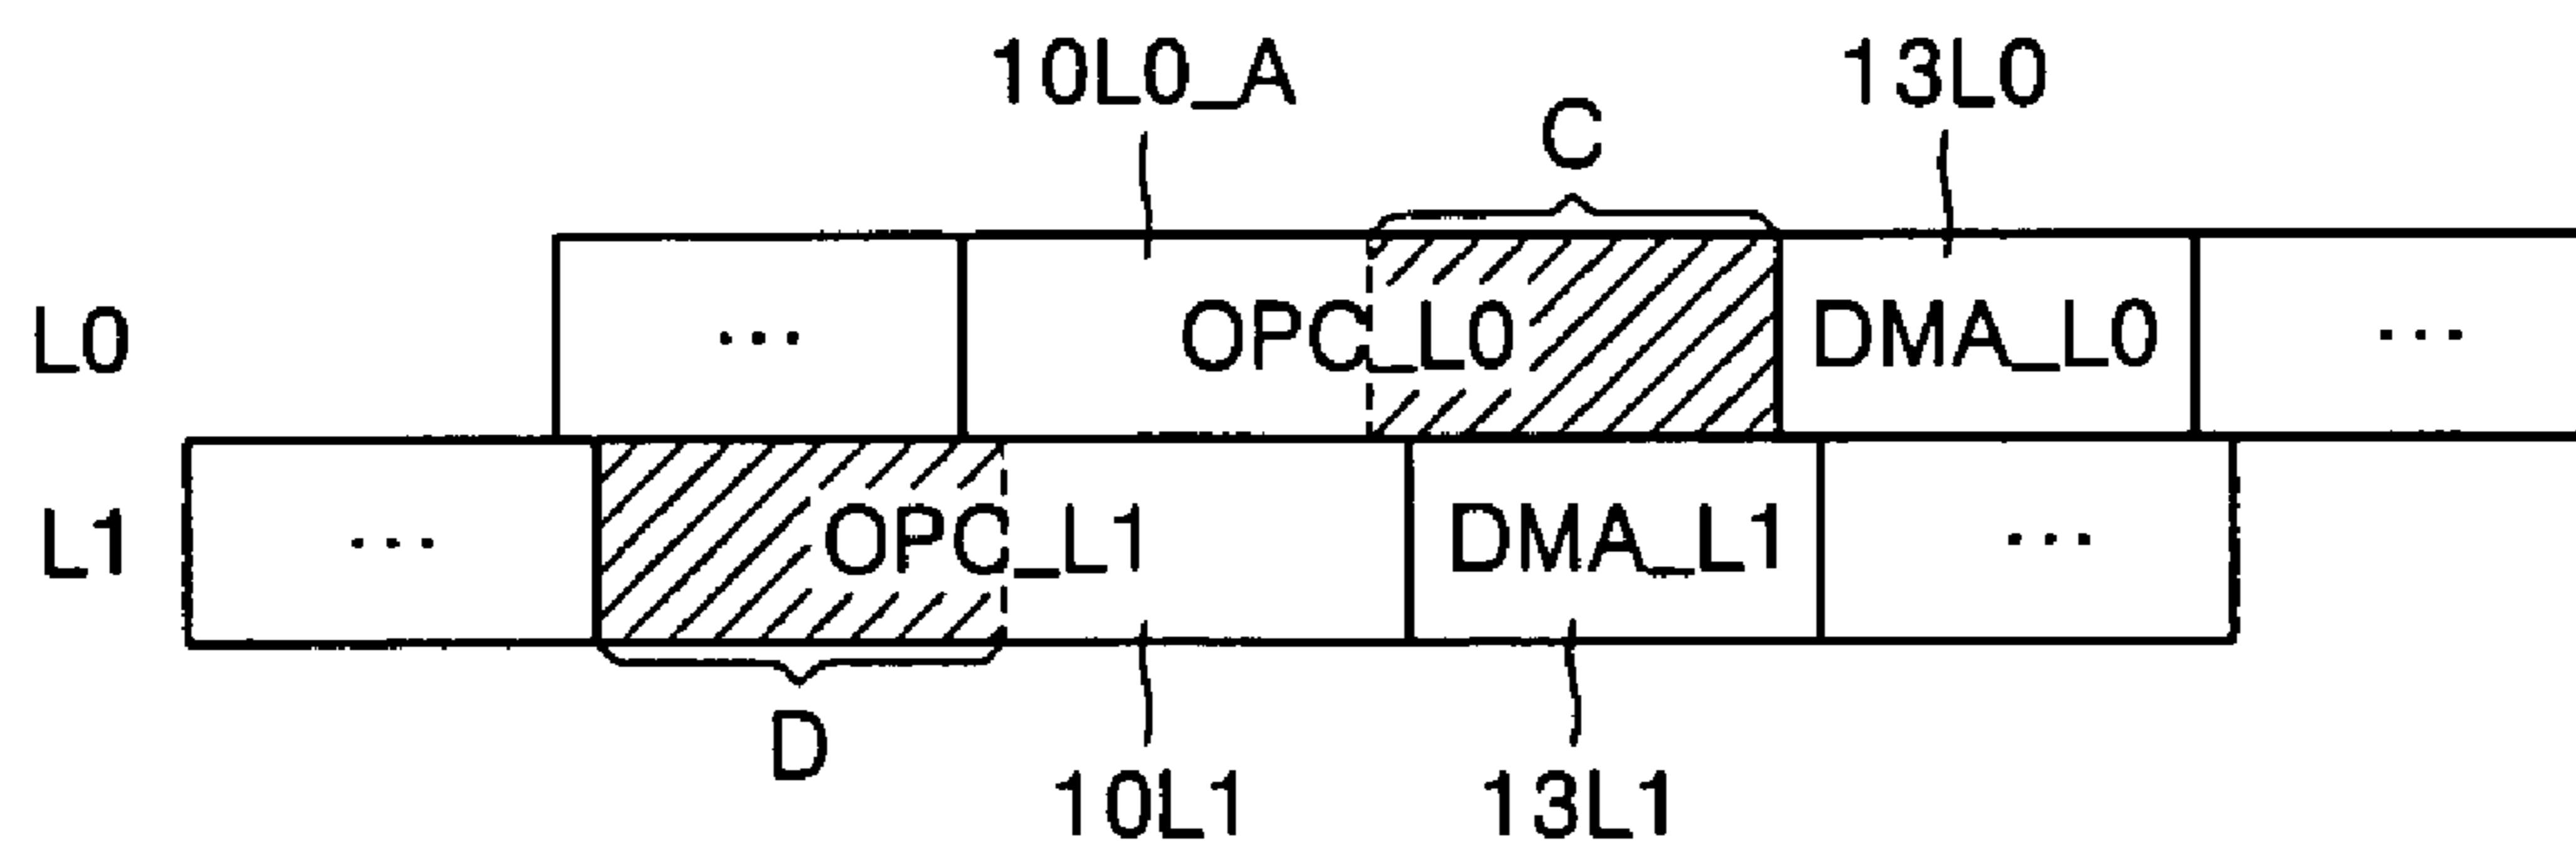 10L0_A 13L0
C
L0 ... OPC_L0 DMA_L0 ...
L1 ... OPC_L1 DMA_L1 ...
D
10L1 13L1